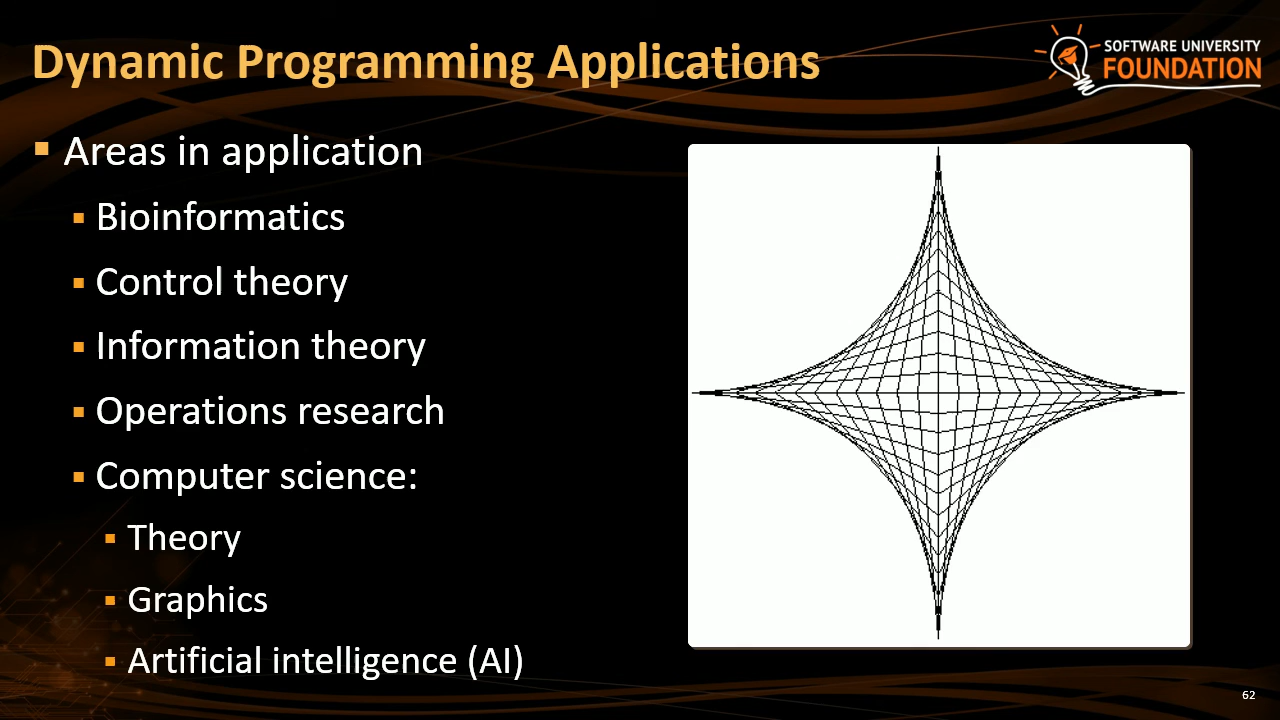 Dynamic Programming Applications
SOFTWARE UNIVERSITY
FOUNDATION
Areas in application
Bioinformatics
Control theory
Information theory
Operations research
Computer science:
Theory
Graphics
Artificial intelligence (AI)
62